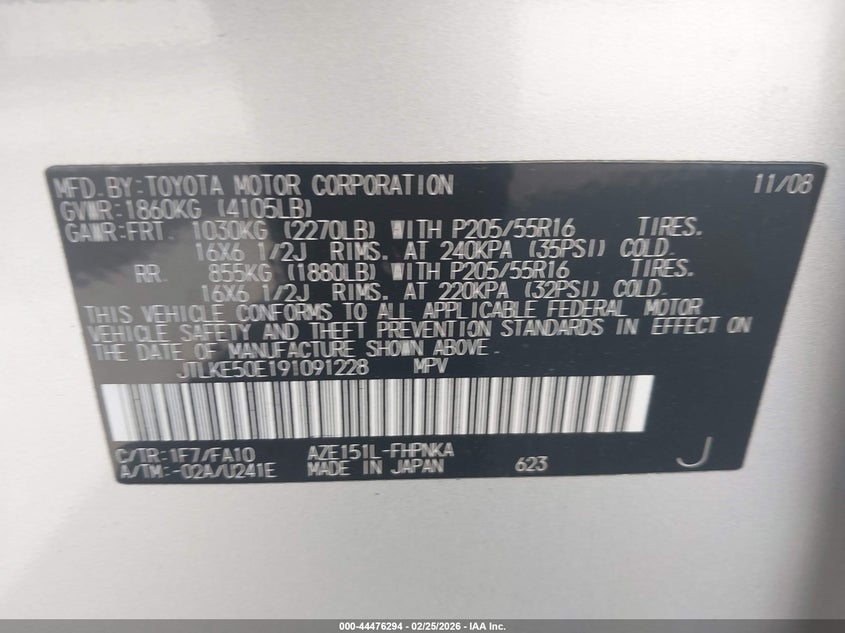 MFD.BY:TOYOTA MOTOR CORPORATION 11/08
GVWR:1860KG (4105LB)
GAWR:FRT. 1030KG (2270LB) WITH P205/55R16 TIRES.
16X6 1/2J RIMS. AT 240KPA (35PSI) COLD.
RR. 855KG (1880LB) WITH P205/55R16 TIRES.
16X6 1/2J RIMS. AT 220KPA (32PSI) COLD.
THIS VEHICLE CONFORMS TO ALL APPLICABLE FEDERAL MOTOR
VEHICLE SAFETY AND THEFT PREVENTION STANDARDS IN EFFECT ON
THE DATE OF MANUFACTURE SHOWN ABOVE.
JTLKE50E191091228 MPV
C/TR:1F7/FA10 AZE151L-FHPNKA
A/TM:-02A/U241E MADE IN JAPAN 623 J
000-44476294 - 02/25/2026 - IAA Inc.